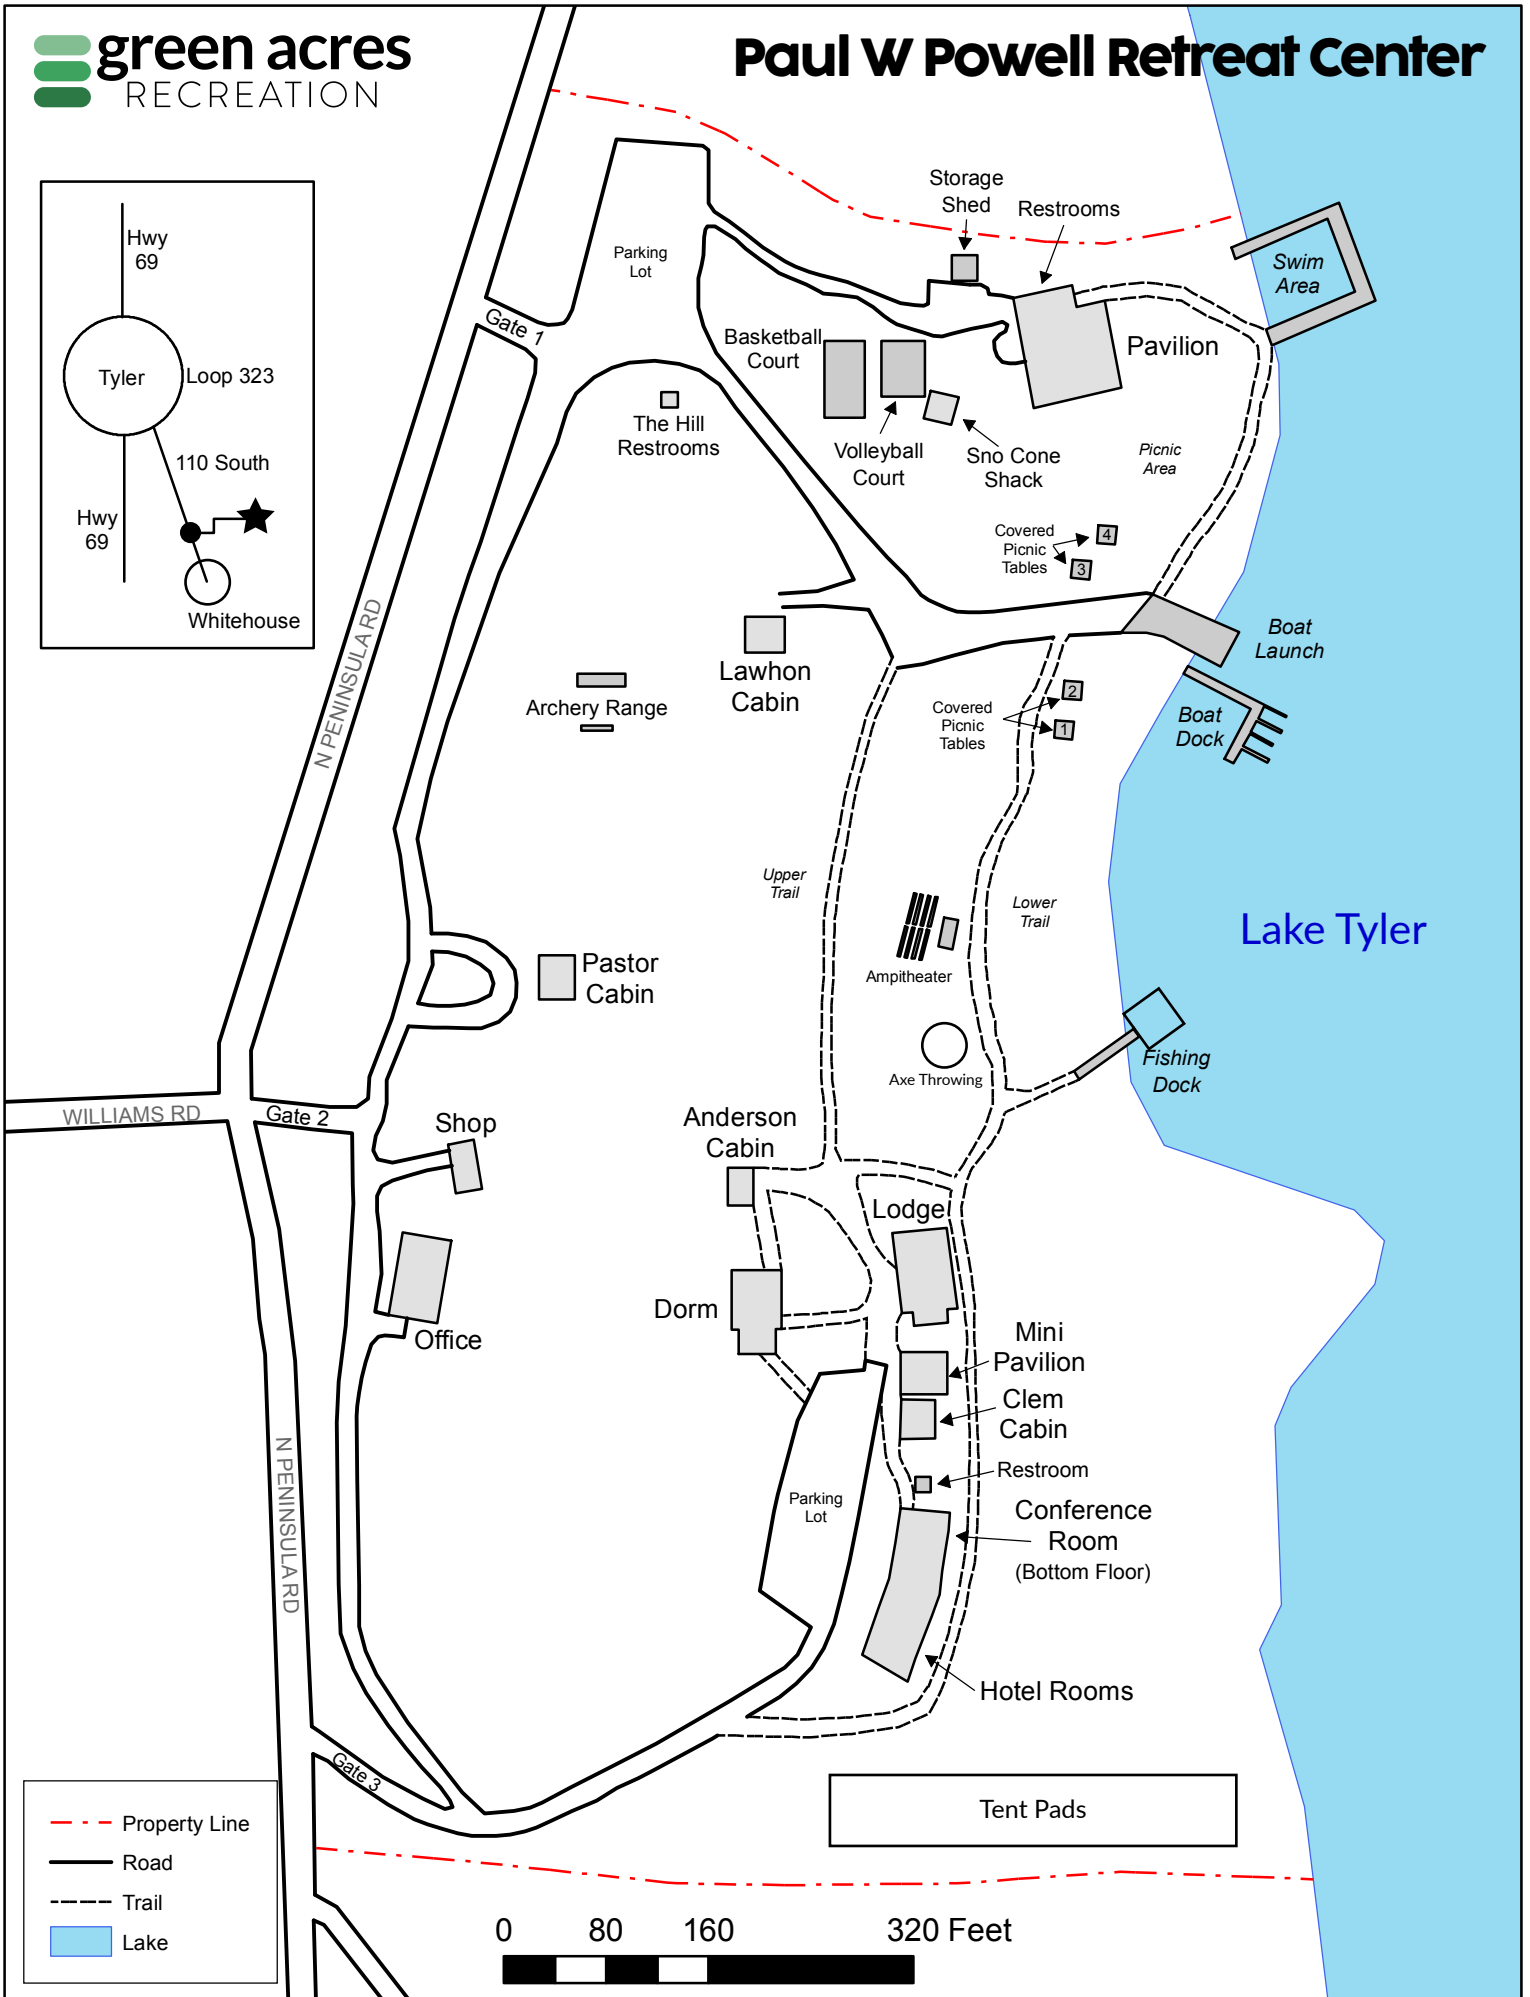 green acres
RECREATION
Paul W Powell Retreat Center
Hwy
69
Tyler
Loop 323
110 South
Hwy
69
Whitehouse
Storage
Shed
Restrooms
Parking
Lot
Swim
Area
Gate 1
Basketball
Court
Pavilion
The Hill
Restrooms
Volleyball
Court
Sno Cone
Shack
Picnic
Area
Covered
Picnic
Tables
4
3
N PENINSULA RD
Lawhon
Cabin
Boat
Launch
Archery Range
Covered
Picnic
Tables
2
1
Boat
Dock
Upper
Trail
Lower
Trail
Lake Tyler
Pastor
Cabin
Ampitheater
Axe Throwing
Fishing
Dock
WILLIAMS RD
Gate 2
Shop
Anderson
Cabin
Lodge
Dorm
Office
Mini
Pavilion
Clem
Cabin
Restroom
N PENINSULA RD
Parking
Lot
Conference
Room
(Bottom Floor)
Hotel Rooms
Gate 3
Tent Pads
Property Line
Road
Trail
Lake
0 80 160 320 Feet